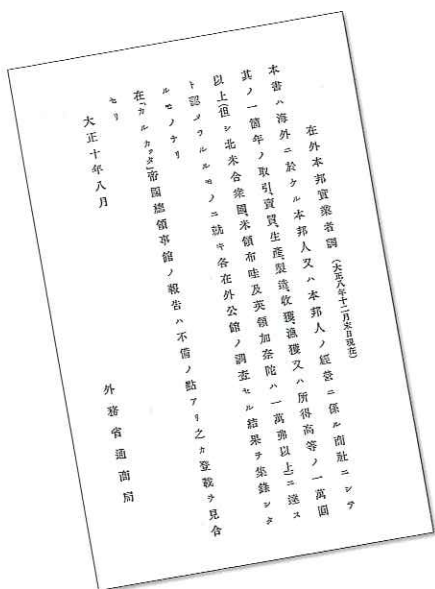 在外本邦實業者調（大正八年十二月末日現在）
本書ハ海外ニ於ケル本邦人又ハ本邦人ノ經營ニ係ル商社ニシテ
其ノ一箇年ノ取引、賣買、生產、製造、收獲、漁獲又ハ所得高等ノ一萬圓
以上（但シ北米合衆國、米領布哇及英領加奈陀ハ一萬弗以上）ニ達ス
ト認メラルルモノニ就キ各在外公館ノ調査セル結果ヲ集錄シタ
ルモノナリ
在「カルカッタ」帝國總領事館ノ報告ハ不備ノ點アリ之カ登載ヲ見合
セリ
大正十年八月
外務省通商局